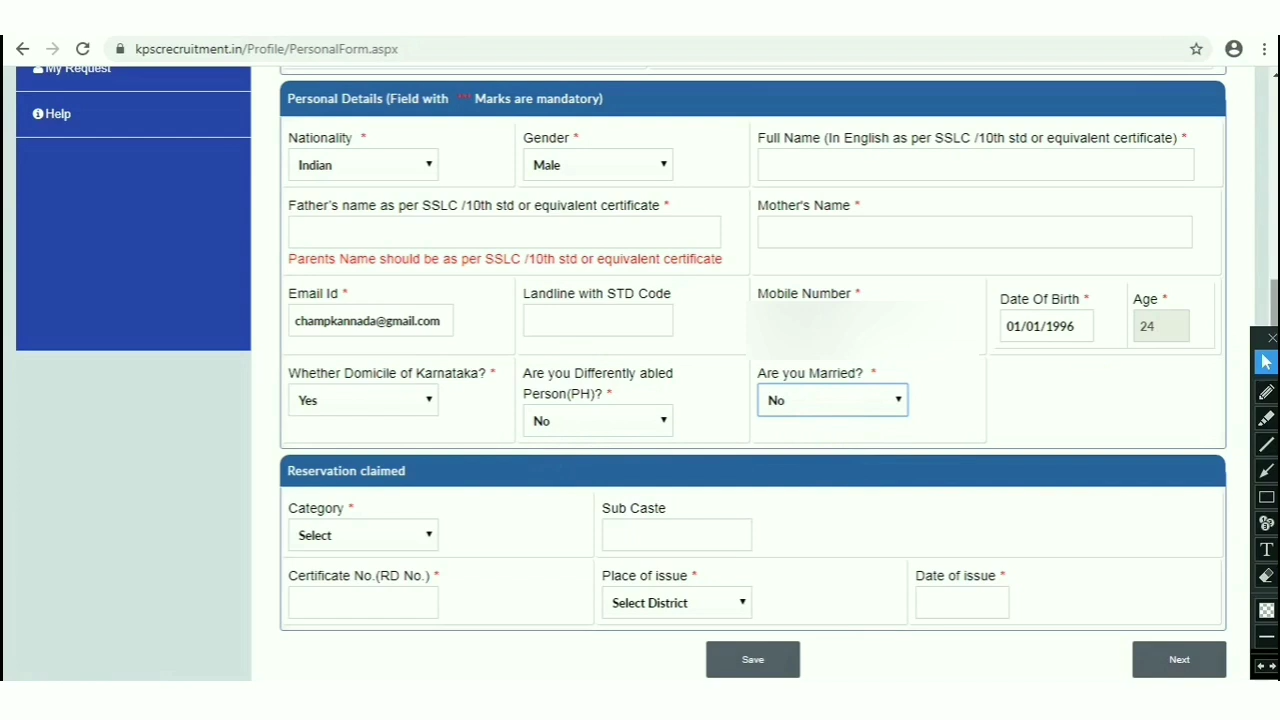 kpscrecruitment.in/Profile/PersonalForm.aspx
My Request
Help
Personal Details (Field with *** Marks are mandatory)
Nationality *
Indian
Gender *
Male
Full Name (In English as per SSLC /10th std or equivalent certificate) *
Father's name as per SSLC /10th std or equivalent certificate *
Parents Name should be as per SSLC /10th std or equivalent certificate
Mother's Name *
Email Id *
champkannada@gmail.com
Landline with STD Code
Mobile Number *
Date Of Birth *
01/01/1996
Age *
24
Whether Domicile of Karnataka? *
Yes
Are you Differently abled
Person(PH)? *
No
Are you Married? *
No
Reservation claimed
Category *
Select
Sub Caste
Certificate No.(RD No.) *
Place of issue *
Select District
Date of issue *
Save
Next